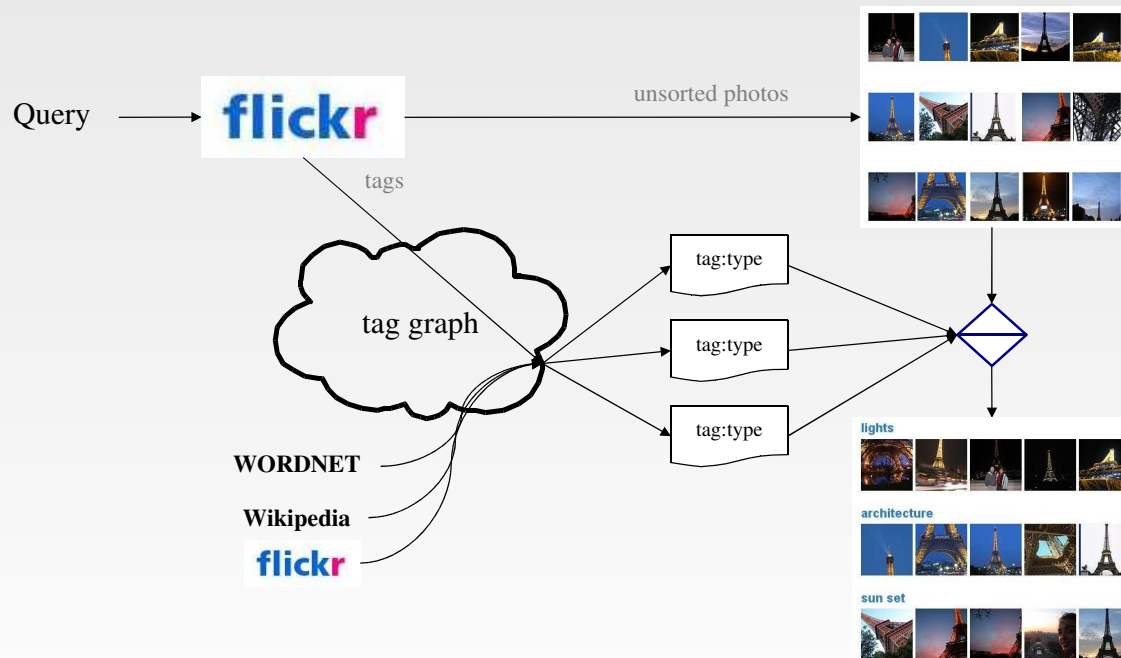 Query
flickr
unsorted photos
tags
tag graph
tag:type
tag:type
tag:type
WORDNET
Wikipedia
flickr
lights
architecture
sun set